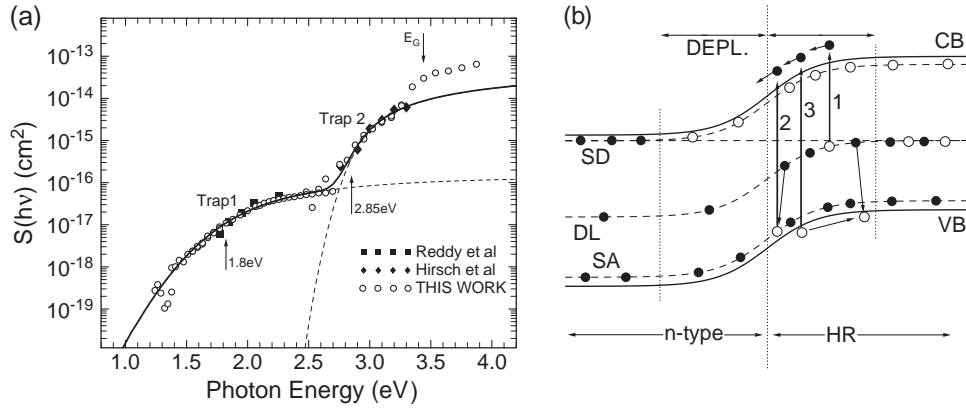 (a)
S(hν) (cm2)
10-13
10-14
10-15
10-16
10-17
10-18
10-19
EG
Trap 2
Trap1
2.85eV
1.8eV
Reddy et al
Hirsch et al
THIS WORK
1.0 1.5 2.0 2.5 3.0 3.5 4.0
Photon Energy (eV)
(b)
DEPL.
CB
1
2
3
SD
DL
SA
VB
n-type
HR